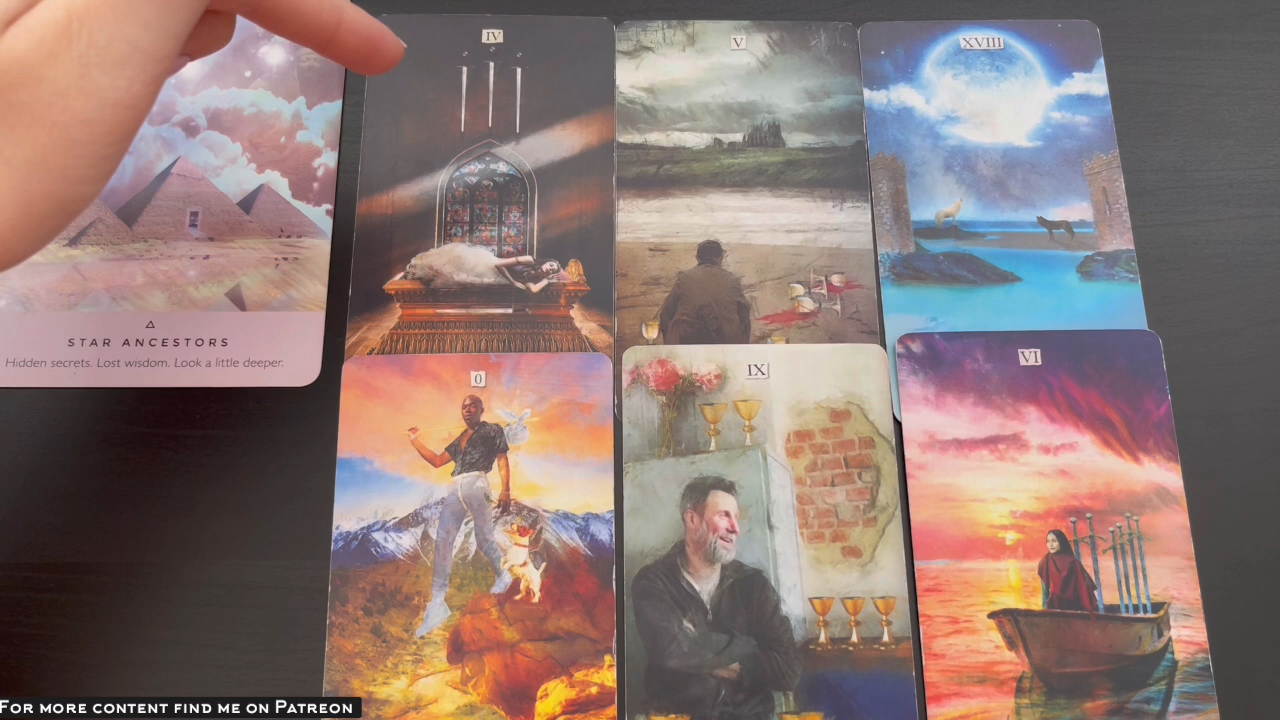 IV
V
XVIII
STAR ANCESTORS
Hidden secrets. Lost wisdom. Look a little deeper.
0
IX
VI
FOR MORE CONTENT FIND ME ON PATREON